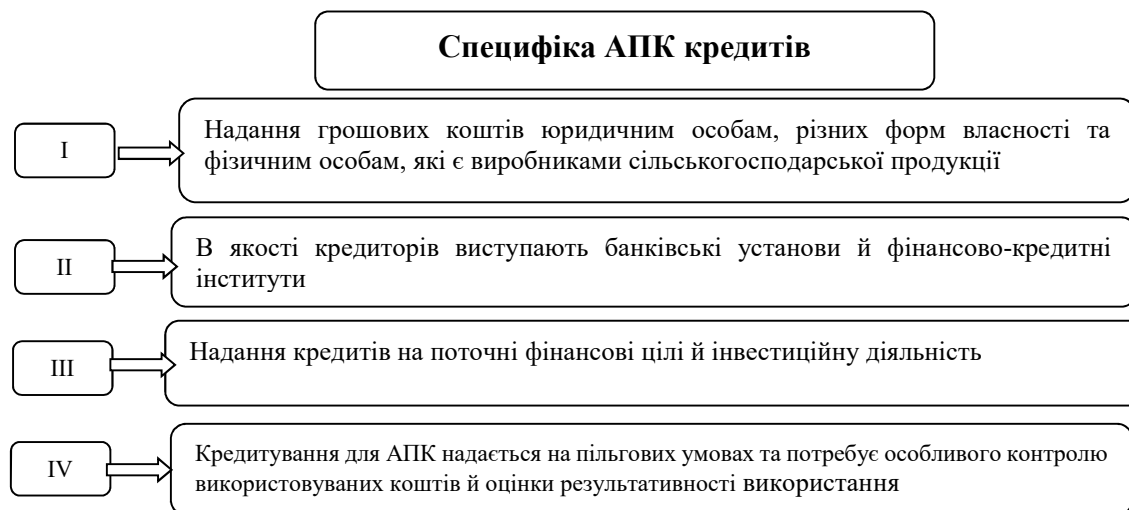 Специфіка АПК кредитів
I
Надання грошових коштів юридичним особам, різних форм власності та
фізичним особам, які є виробниками сільськогосподарської продукції
II
В якості кредиторів виступають банківські установи й фінансово-кредитні
інститути
III
Надання кредитів на поточні фінансові цілі й інвестиційну діяльність
IV
Кредитування для АПК надається на пільгових умовах та потребує особливого контролю
використовуваних коштів й оцінки результативності використання